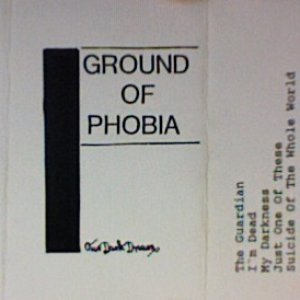 GROUND
OF
PHOBIA
Our Dark Dreams
The Guardian
I'm Dead
My Darkness
Just One Of These
Suicide Of The Whole World